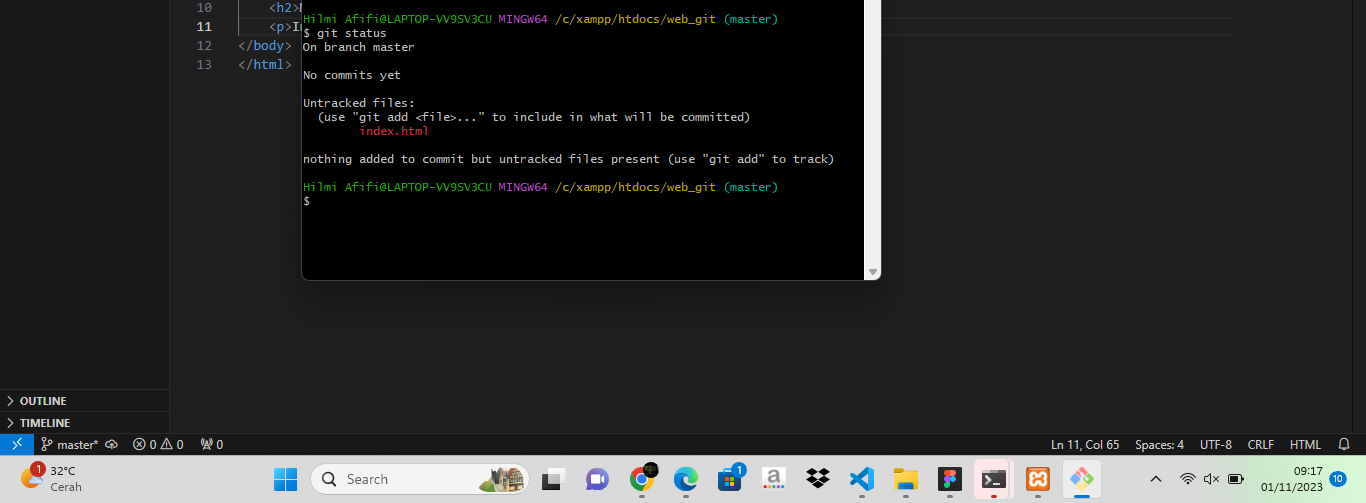 10 <h2>
Hilmi Afifi@LAPTOP-VV9SV3CU MINGW64 /c/xampp/htdocs/web_git (master)
11 <p>
$ git status
12 </body>
On branch master
13 </html>
No commits yet
Untracked files:
(use "git add <file>..." to include in what will be committed)
index.html
nothing added to commit but untracked files present (use "git add" to track)
Hilmi Afifi@LAPTOP-VV9SV3CU MINGW64 /c/xampp/htdocs/web_git (master)
$
OUTLINE
TIMELINE
master* 0 0 0 Ln 11, Col 65 Spaces: 4 UTF-8 CRLF HTML
1 32°C Search 1 a 09:17 10
Cerah 01/11/2023